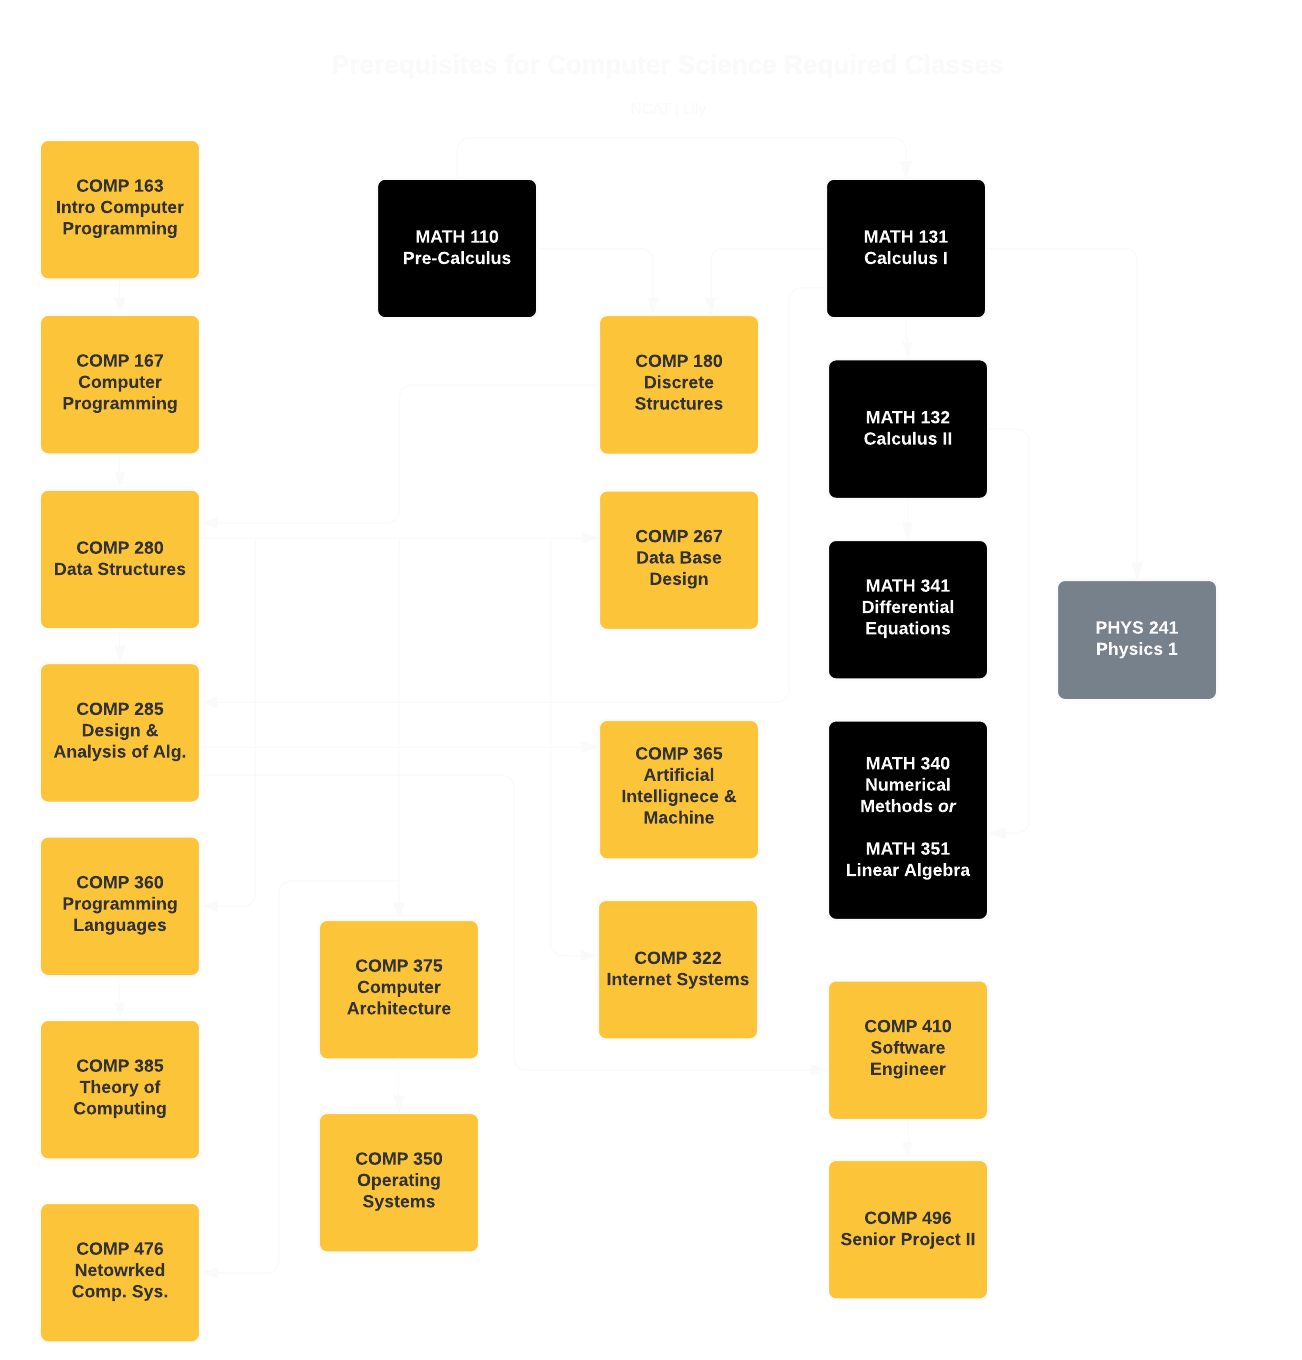 Prerequisites for Computer Science Required Classes
NCAT | Lily
COMP 163
Intro Computer
Programming
MATH 110
Pre-Calculus
MATH 131
Calculus I
COMP 167
Computer
Programming
COMP 180
Discrete
Structures
MATH 132
Calculus II
COMP 280
Data Structures
COMP 267
Data Base
Design
MATH 341
Differential
Equations
PHYS 241
Physics 1
COMP 285
Design &
Analysis of Alg.
COMP 365
Artificial
Intellignece &
Machine
MATH 340
Numerical
Methods or
MATH 351
Linear Algebra
COMP 360
Programming
Languages
COMP 375
Computer
Architecture
COMP 322
Internet Systems
COMP 410
Software
Engineer
COMP 385
Theory of
Computing
COMP 350
Operating
Systems
COMP 496
Senior Project II
COMP 476
Netowrked
Comp. Sys.